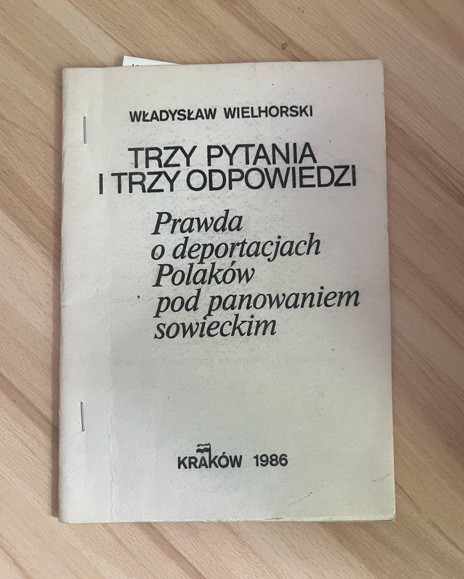 WŁADYSŁAW WIELHORSKI
TRZY PYTANIA
I TRZY ODPOWIEDZI
Prawda
o deportacjach
Polaków
pod panowaniem
sowieckim
KRAKÓW 1986